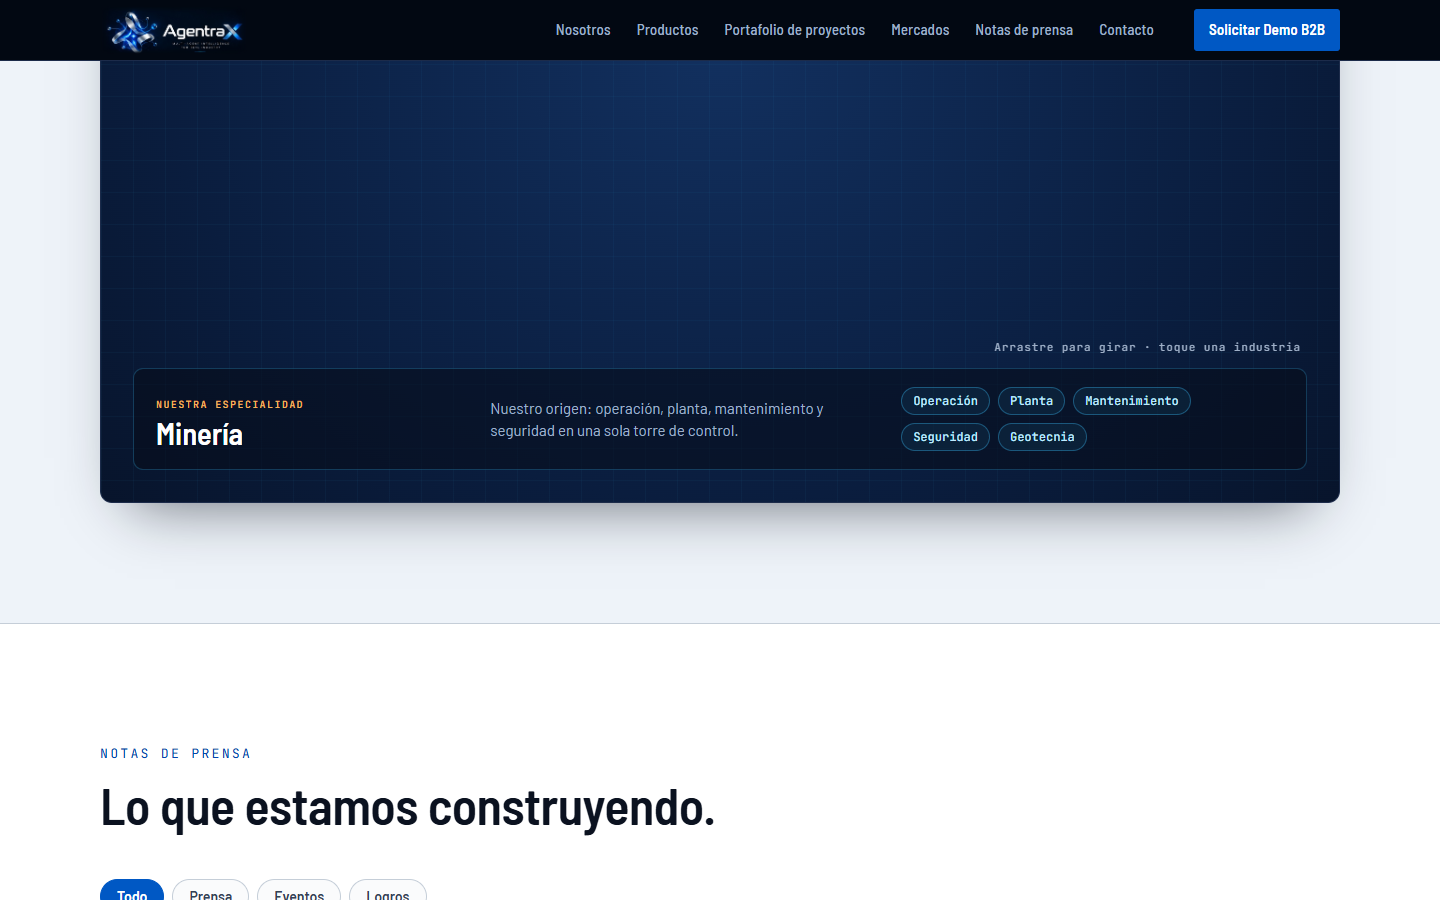 AgentraX
Nosotros
Productos
Portafolio de proyectos
Mercados
Notas de prensa
Contacto
Solicitar Demo B2B
Arrastre para girar · toque una industria
NUESTRA ESPECIALIDAD
Minería
Nuestro origen: operación, planta, mantenimiento y
seguridad en una sola torre de control.
Operación
Planta
Mantenimiento
Seguridad
Geotecnia
NOTAS DE PRENSA
Lo que estamos construyendo.
Todo
Prensa
Eventos
Logros